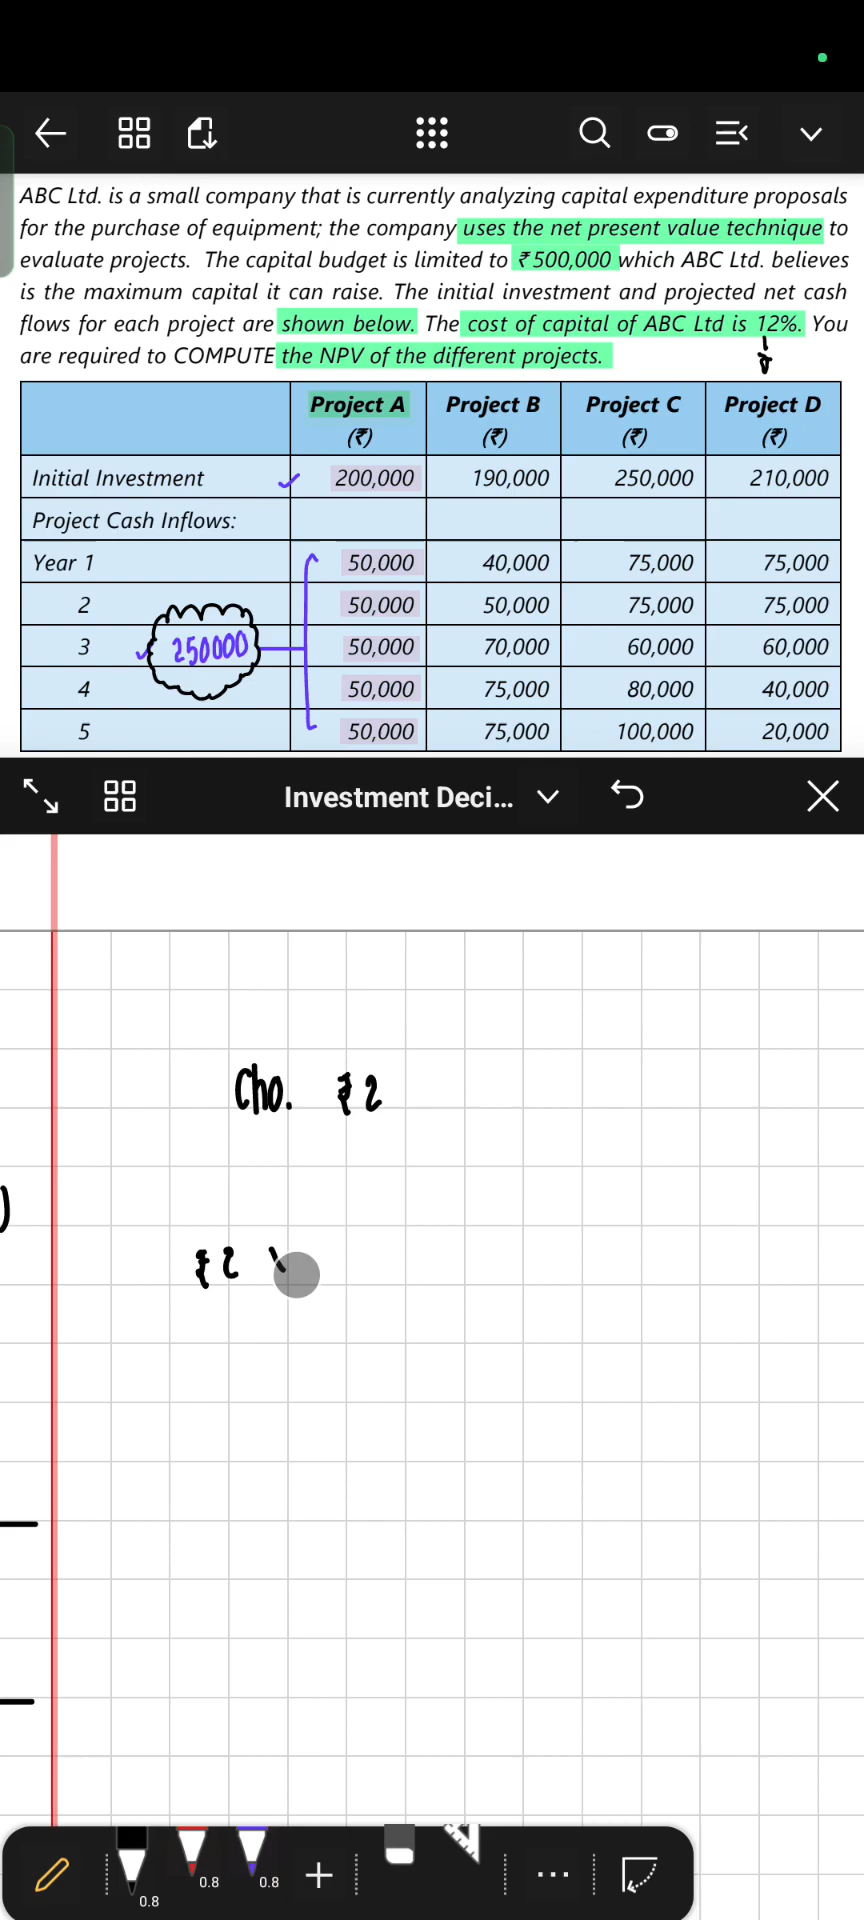 ABC Ltd. is a small company that is currently analyzing capital expenditure proposals
for the purchase of equipment; the company uses the net present value technique to
evaluate projects. The capital budget is limited to ₹500,000 which ABC Ltd. believes
is the maximum capital it can raise. The initial investment and projected net cash
flows for each project are shown below. The cost of capital of ABC Ltd is 12%. You
are required to COMPUTE the NPV of the different projects.
Project A Project B Project C Project D
(₹) (₹) (₹) (₹)
Initial Investment 200,000 190,000 250,000 210,000
Project Cash Inflows:
Year 1 50,000 40,000 75,000 75,000
2 50,000 50,000 75,000 75,000
3 250000 50,000 70,000 60,000 60,000
4 50,000 75,000 80,000 40,000
5 50,000 75,000 100,000 20,000
Investment Deci...
Cho. ₹2
)
₹2
0.8 0.8 0.8